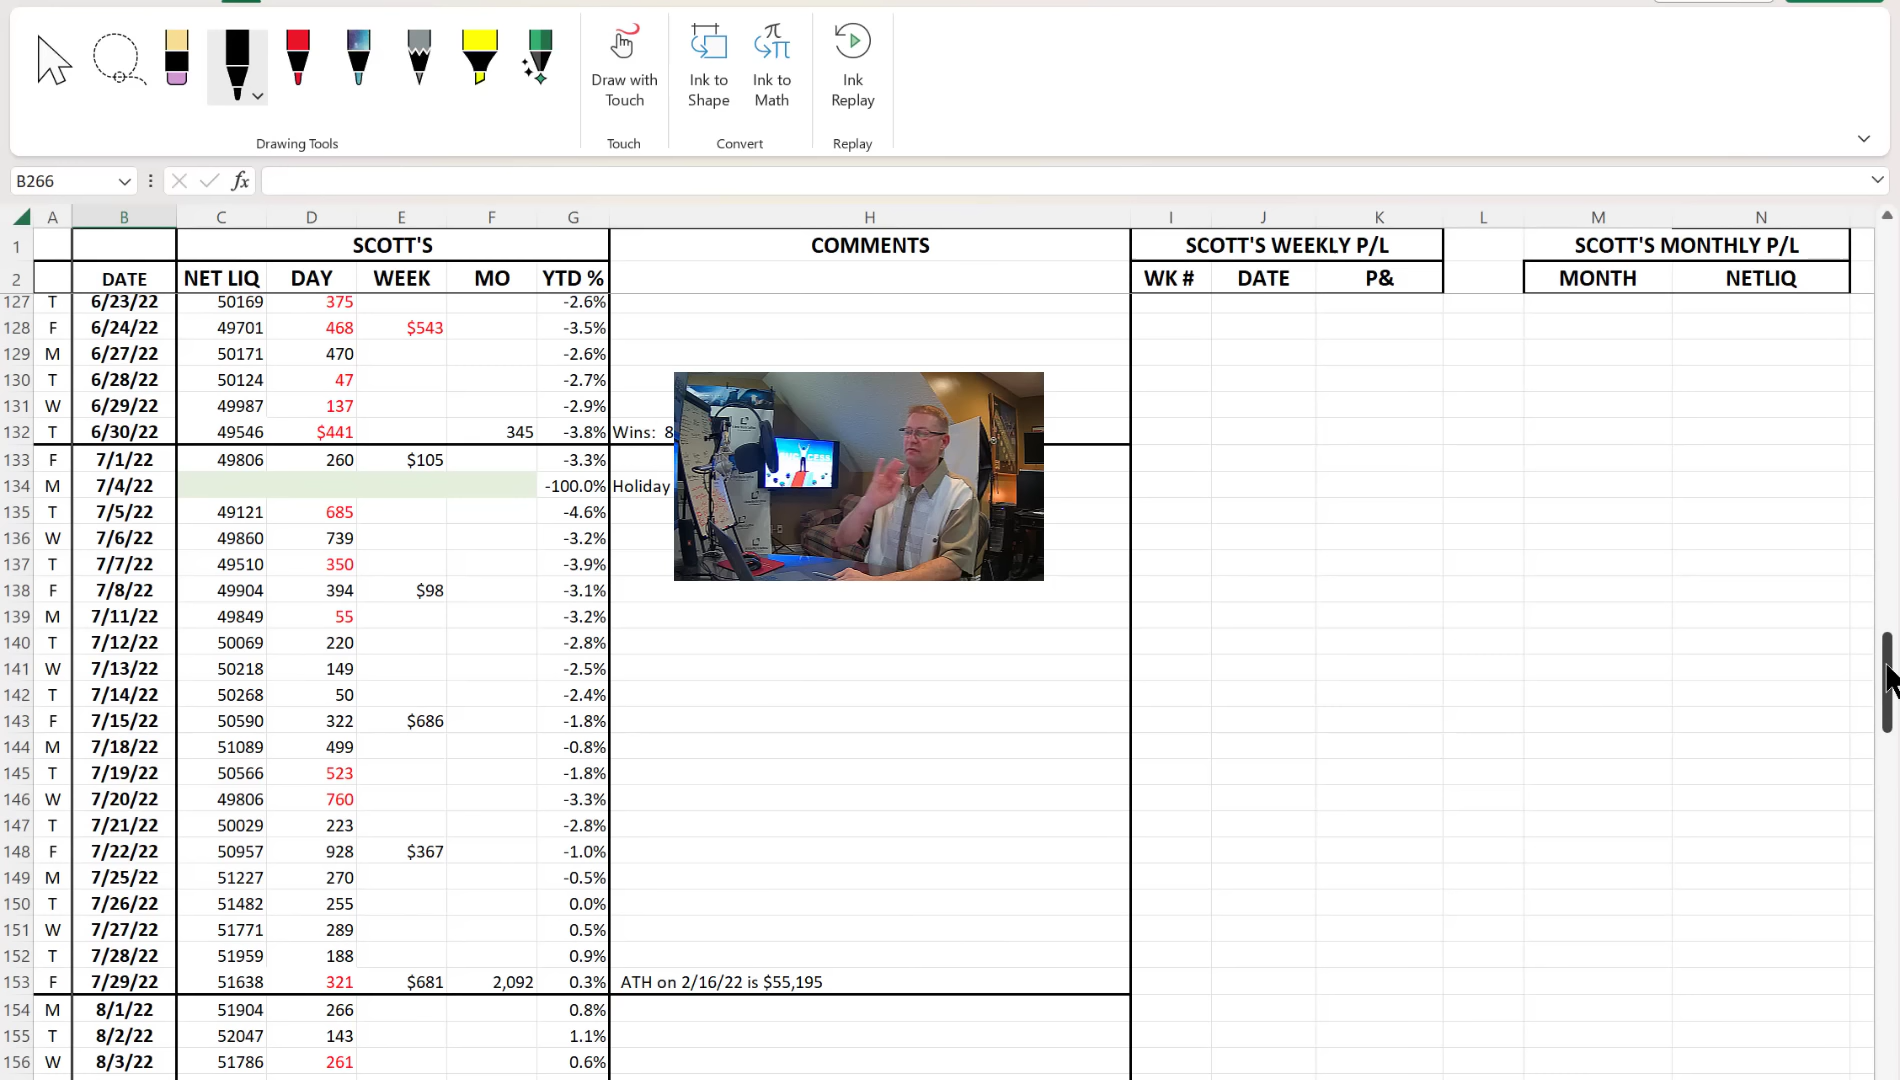 Draw with Touch
Ink to Shape
Ink to Math
Ink Replay
Drawing Tools
Touch
Convert
Replay
B266
fx
A B C D E F G H I J K L M N
1 SCOTT'S COMMENTS SCOTT'S WEEKLY P/L SCOTT'S MONTHLY P/L
2 DATE NET LIQ DAY WEEK MO YTD % WK # DATE P& MONTH NETLIQ
127 T 6/23/22 50169 375 -2.6%
128 F 6/24/22 49701 468 $543 -3.5%
129 M 6/27/22 50171 470 -2.6%
130 T 6/28/22 50124 47 -2.7%
131 W 6/29/22 49987 137 -2.9%
132 T 6/30/22 49546 $441 345 -3.8% Wins: 8
133 F 7/1/22 49806 260 $105 -3.3%
134 M 7/4/22 -100.0% Holiday
135 T 7/5/22 49121 685 -4.6%
136 W 7/6/22 49860 739 -3.2%
137 T 7/7/22 49510 350 -3.9%
138 F 7/8/22 49904 394 $98 -3.1%
139 M 7/11/22 49849 55 -3.2%
140 T 7/12/22 50069 220 -2.8%
141 W 7/13/22 50218 149 -2.5%
142 T 7/14/22 50268 50 -2.4%
143 F 7/15/22 50590 322 $686 -1.8%
144 M 7/18/22 51089 499 -0.8%
145 T 7/19/22 50566 523 -1.8%
146 W 7/20/22 49806 760 -3.3%
147 T 7/21/22 50029 223 -2.8%
148 F 7/22/22 50957 928 $367 -1.0%
149 M 7/25/22 51227 270 -0.5%
150 T 7/26/22 51482 255 0.0%
151 W 7/27/22 51771 289 0.5%
152 T 7/28/22 51959 188 0.9%
153 F 7/29/22 51638 321 $681 2,092 0.3% ATH on 2/16/22 is $55,195
154 M 8/1/22 51904 266 0.8%
155 T 8/2/22 52047 143 1.1%
156 W 8/3/22 51786 261 0.6%